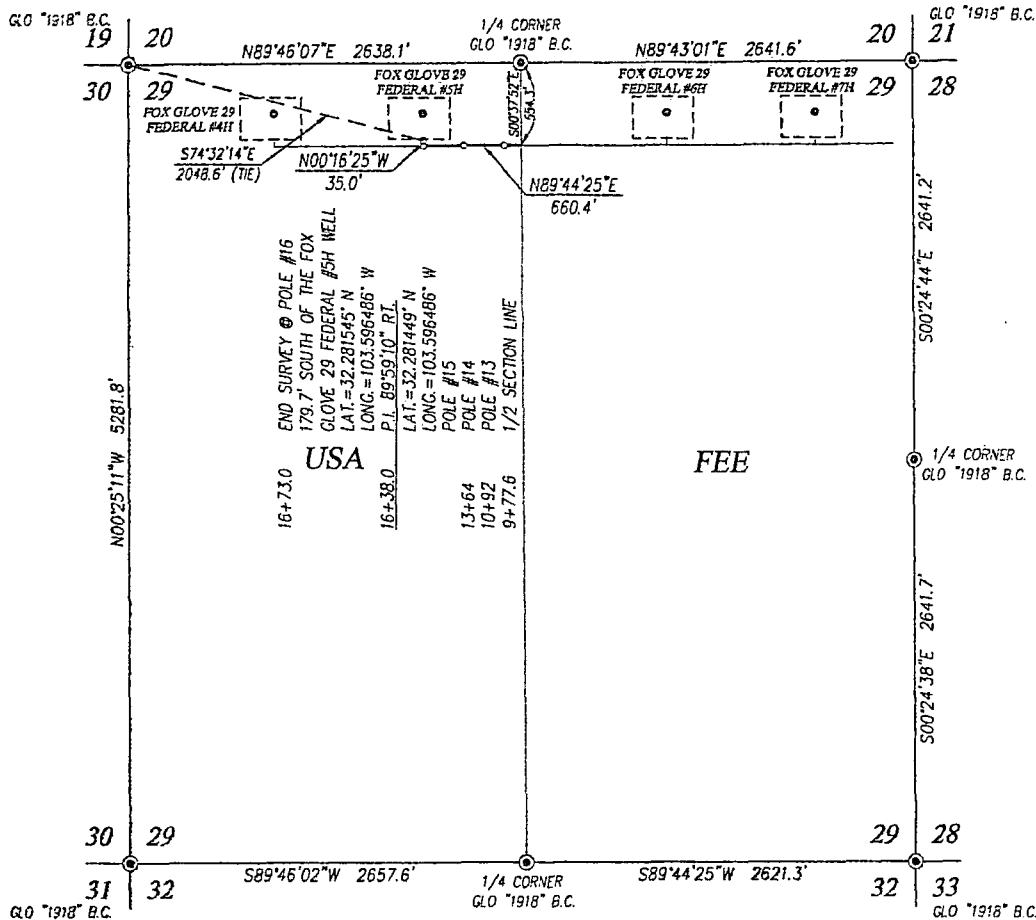 GLO "1918" B.C.
19 20
1/4 CORNER
GLO "1918" B.C.
GLO "1918" B.C.
20 21
N89°46'07"E 2638.1'
N89°43'01"E 2641.6'
30 29
29 28
FOX GLOVE 29
FEDERAL #4H
FOX GLOVE 29
FEDERAL #5H
FOX GLOVE 29
FEDERAL #6H
FOX GLOVE 29
FEDERAL #7H
S00°37'52"E
554.3'
S74°32'14"E
2048.6' (TIE)
N00°16'25"W
35.0'
N89°44'25"E
660.4'
16+73.0 END SURVEY @ POLE #16
179.7' SOUTH OF THE FOX
GLOVE 29 FEDERAL #5H WELL
LAT.=32.281545° N
LONG.=103.596486° W
16+38.0 P.I. 89°59'10" RT.
LAT.=32.281449° N
LONG.=103.596486° W
POLE #15
13+64 POLE #14
10+92 POLE #13
9+77.6 1/2 SECTION LINE
N00°25'11"W 5281.8'
S00°24'44"E 2641.2'
USA
FEE
1/4 CORNER
GLO "1918" B.C.
S00°24'38"E 2641.7'
30 29
29 28
S89°46'02"W 2657.6'
S89°44'25"W 2621.3'
31 32
1/4 CORNER
GLO "1918" B.C.
32 33
GLO "1918" B.C.
GLO "1918" B.C.